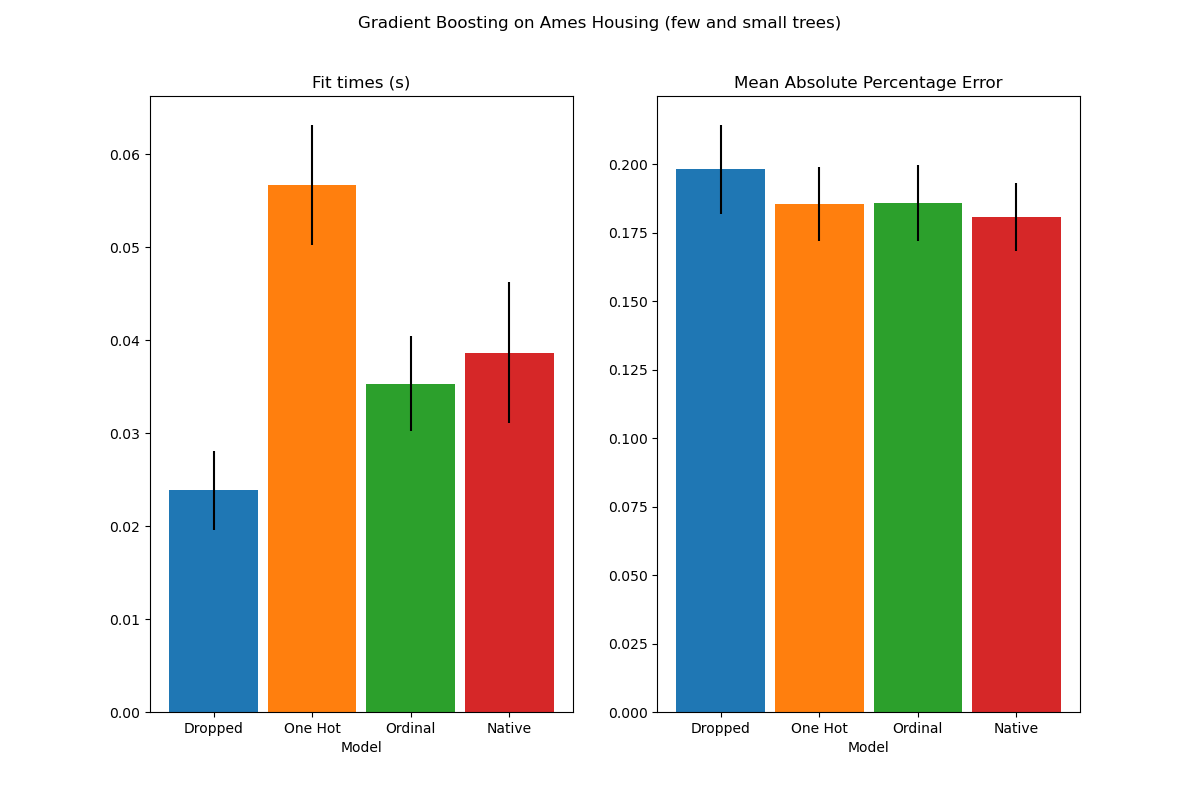 Gradient Boosting on Ames Housing (few and small trees)
Fit times (s)
0.06
0.05
0.04
0.03
0.02
0.01
0.00
Dropped One Hot Ordinal Native
Model
Mean Absolute Percentage Error
0.200
0.175
0.150
0.125
0.100
0.075
0.050
0.025
0.000
Dropped One Hot Ordinal Native
Model